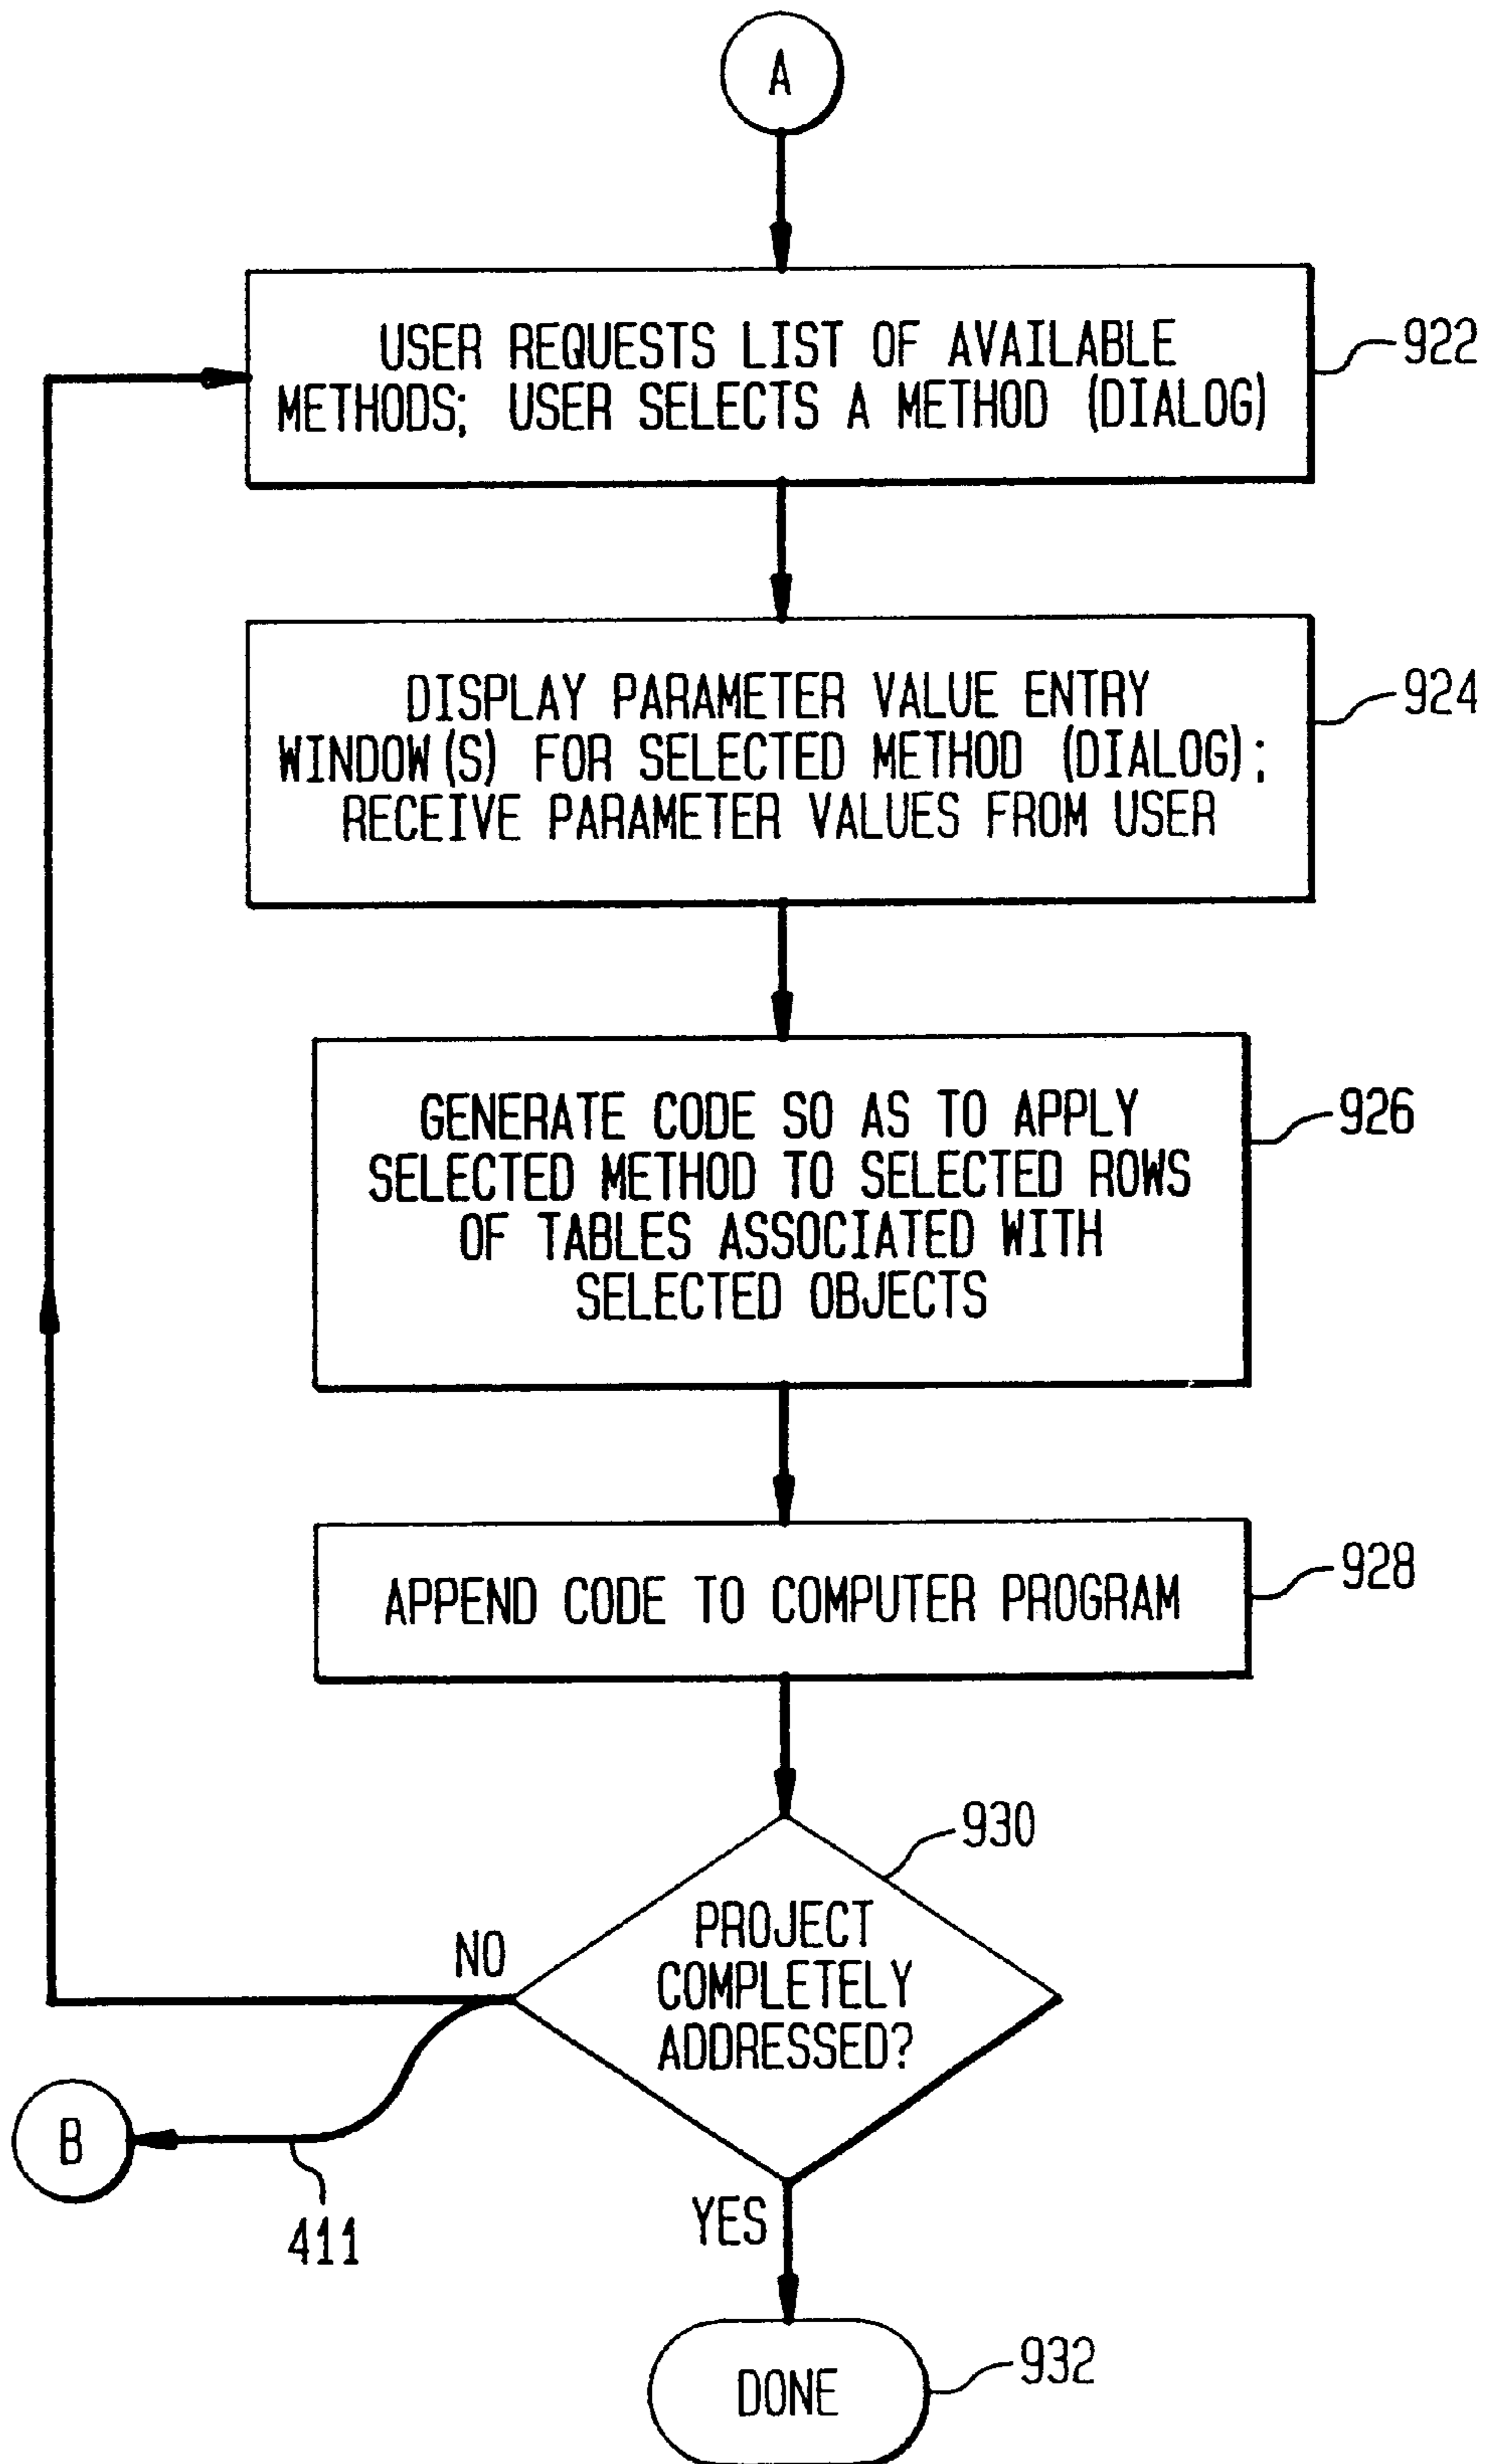 A
USER REQUESTS LIST OF AVAILABLE
METHODS; USER SELECTS A METHOD (DIALOG)
922
DISPLAY PARAMETER VALUE ENTRY
WINDOW(S) FOR SELECTED METHOD (DIALOG);
RECEIVE PARAMETER VALUES FROM USER
924
GENERATE CODE SO AS TO APPLY
SELECTED METHOD TO SELECTED ROWS
OF TABLES ASSOCIATED WITH
SELECTED OBJECTS
926
APPEND CODE TO COMPUTER PROGRAM
928
930
PROJECT
COMPLETELY
ADDRESSED?
NO
B
411
YES
DONE
932